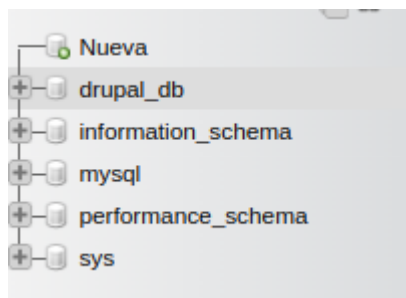 Nueva
drupal_db
information_schema
mysql
performance_schema
sys